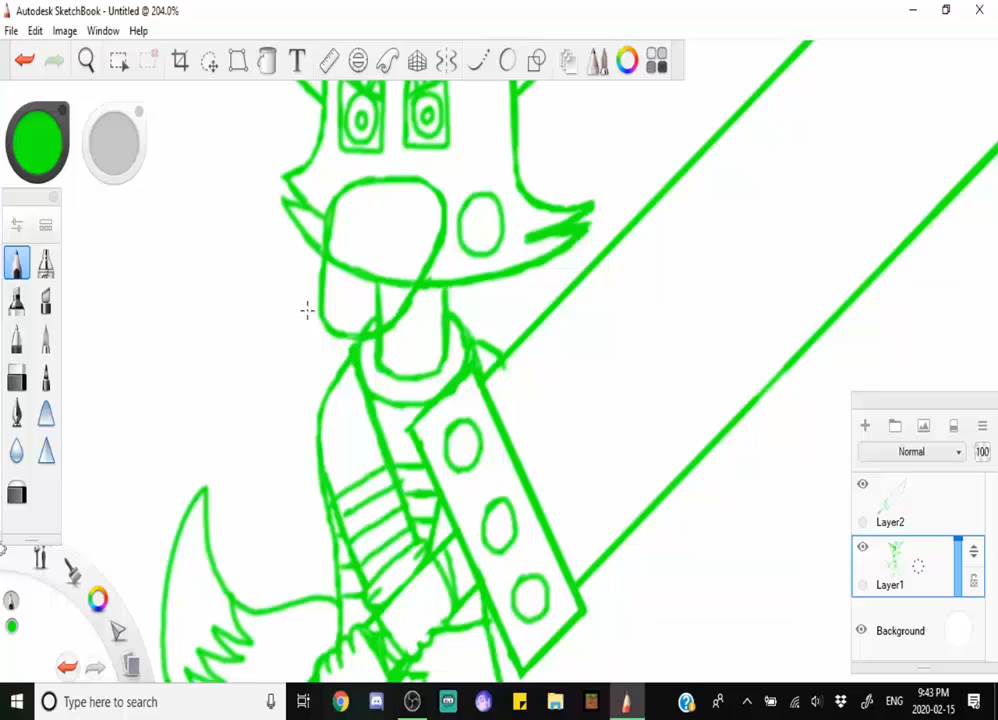 Autodesk SketchBook - Untitled @ 204.0%
File Edit Image Window Help
T
Normal 100
Layer2
Layer1
Background
Type here to search
ENG
9:43 PM
2020-02-15